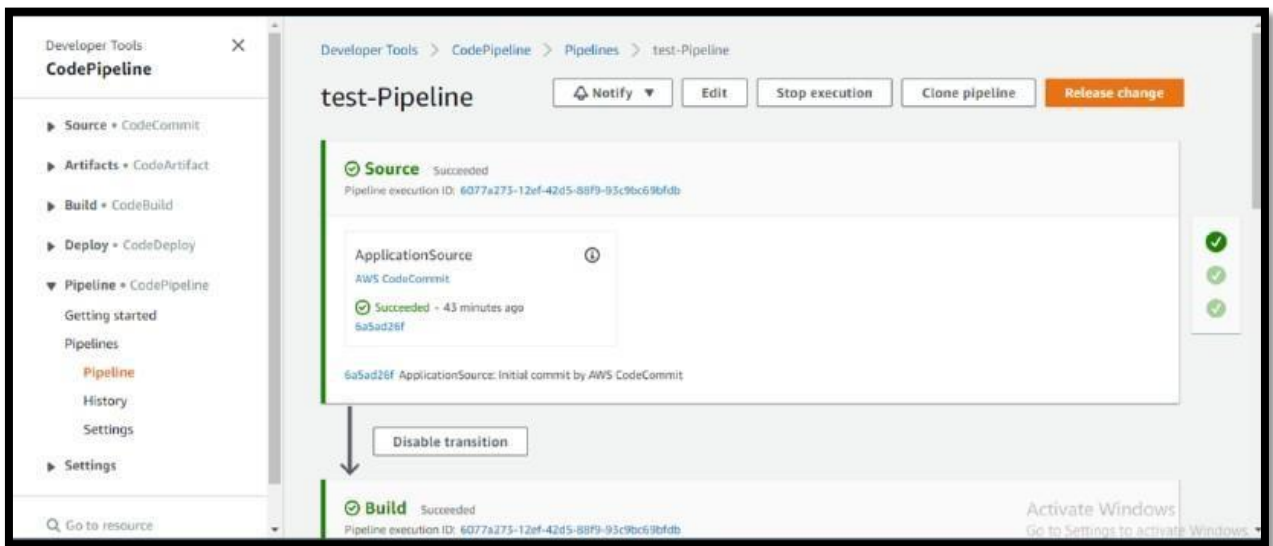 Developer Tools
CodePipeline
Source • CodeCommit
Artifacts • CodeArtifact
Build • CodeBuild
Deploy • CodeDeploy
Pipeline • CodePipeline
Getting started
Pipelines
Pipeline
History
Settings
Settings
Go to resource
Developer Tools > CodePipeline > Pipelines > test-Pipeline
test-Pipeline
Notify ▼ Edit Stop execution Clone pipeline Release change
Source Succeeded
Pipeline execution ID: 6077a273-12ef-42d5-88f9-93c9bc69bfdb
ApplicationSource
AWS CodeCommit
Succeeded - 43 minutes ago
6a5ad26f
6a5ad26f ApplicationSource: Initial commit by AWS CodeCommit
Disable transition
Build Succeeded
Pipeline execution ID: 6077a273-12ef-42d5-88f9-93c9bc69bfdb
Activate Windows
Go to Settings to activate Windows.